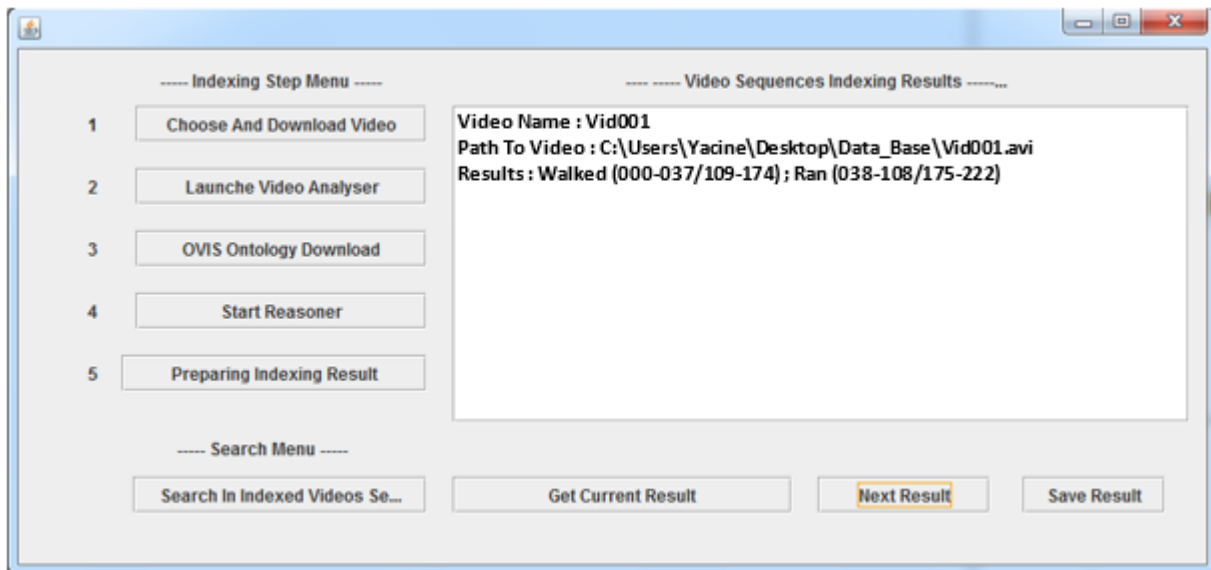 ----- Indexing Step Menu -----
---- ----- Video Sequences Indexing Results -----...
1 Choose And Download Video
2 Launche Video Analyser
3 OVIS Ontology Download
4 Start Reasoner
5 Preparing Indexing Result
Video Name : Vid001
Path To Video : C:\Users\Yacine\Desktop\Data_Base\Vid001.avi
Results : Walked (000-037/109-174) ; Ran (038-108/175-222)
----- Search Menu -----
Search In Indexed Videos Se...
Get Current Result
Next Result
Save Result